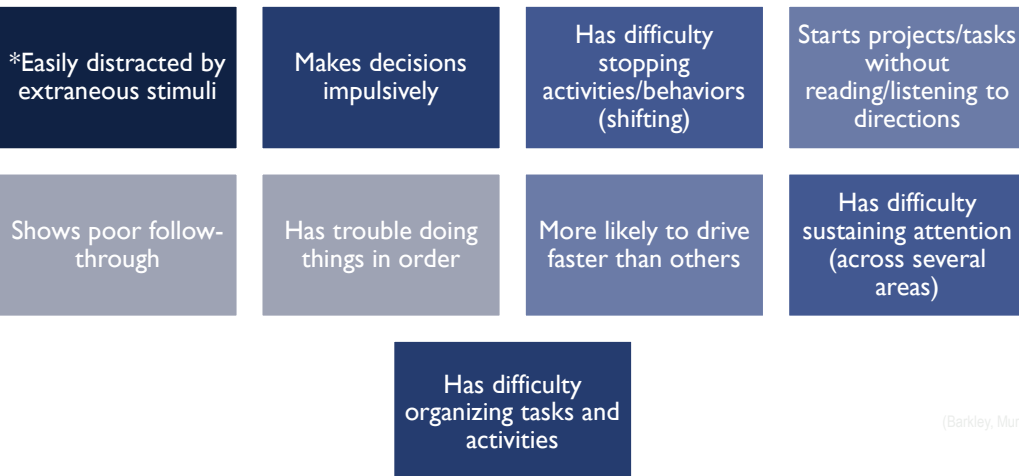 *Easily distracted by
extraneous stimuli
Makes decisions
impulsively
Has difficulty
stopping
activities/behaviors
(shifting)
Starts projects/tasks
without
reading/listening to
directions
Shows poor follow-
through
Has trouble doing
things in order
More likely to drive
faster than others
Has difficulty
sustaining attention
(across several
areas)
Has difficulty
organizing tasks and
activities
(Barkley,